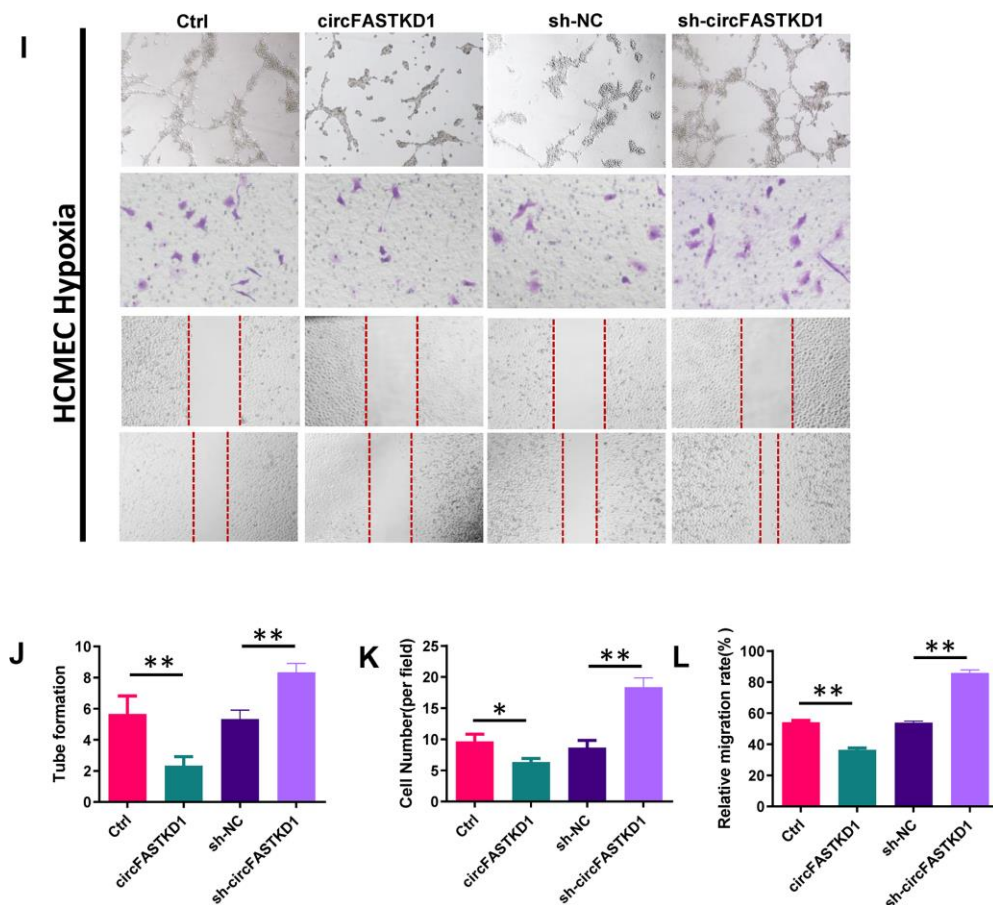 I
Ctrl circFASTKD1 sh-NC sh-circFASTKD1
HCMEC Hypoxia
J
Tube formation
10
8
6
4
2
0
**
**
Ctrl
circFASTKD1
sh-NC
sh-circFASTKD1
K
Cell Number(per field)
25
20
15
10
5
0
*
**
Ctrl
circFASTKD1
sh-NC
sh-circFASTKD1
L
Relative migration rate(%)
100
80
60
40
20
0
**
**
Ctrl
circFASTKD1
sh-NC
sh-circFASTKD1